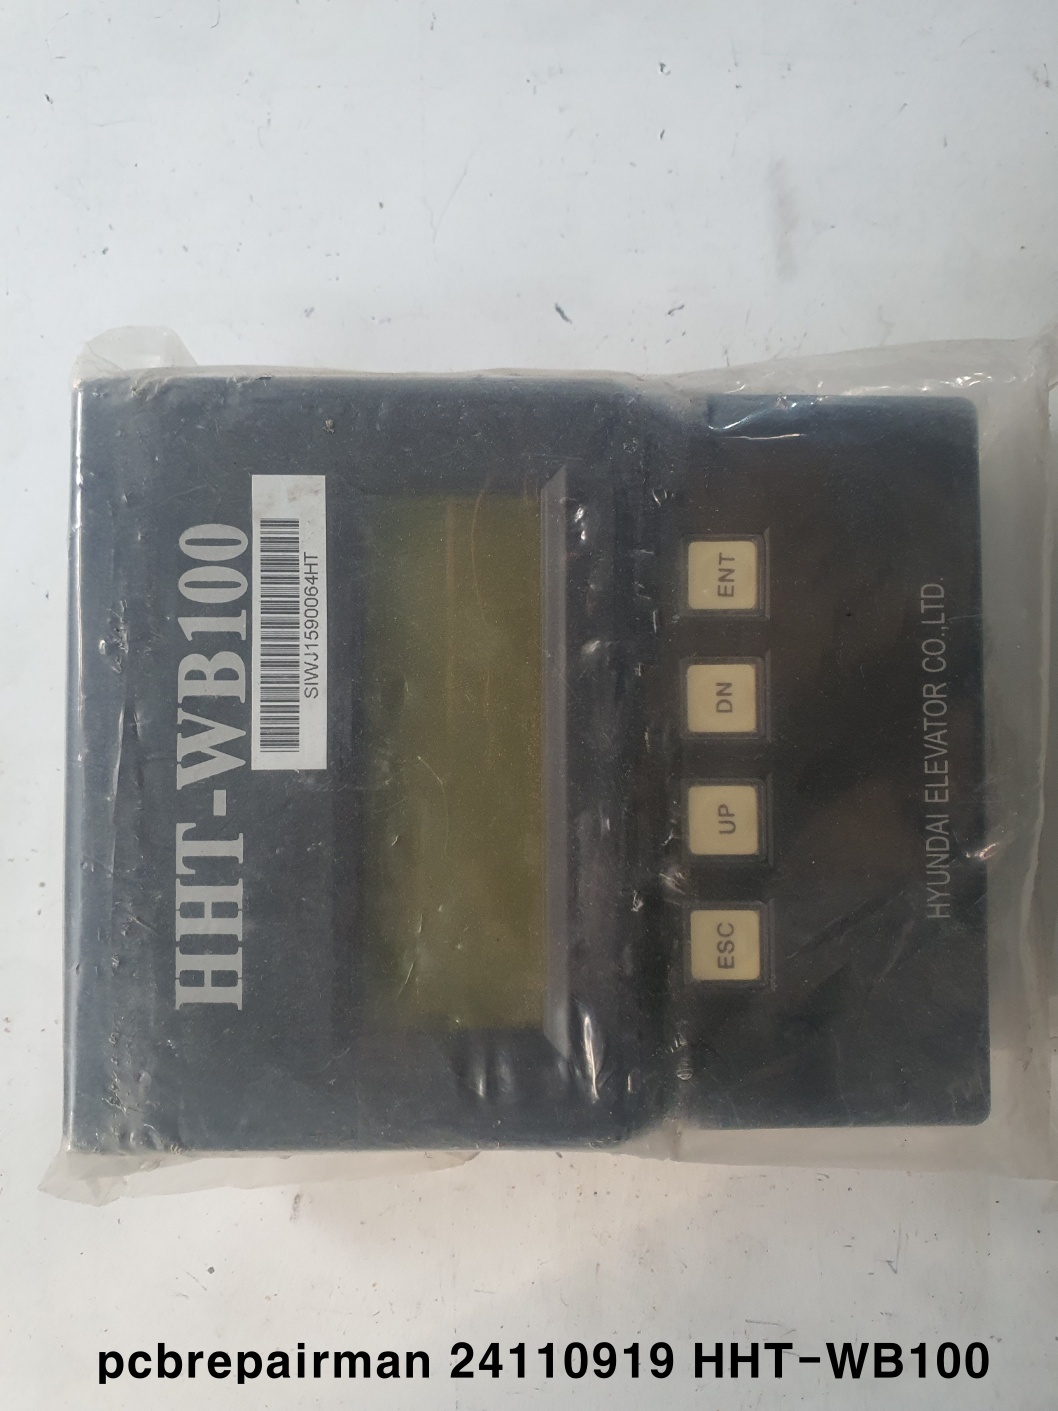 HHT-WB100
SIWJ1590064HT
ESC
UP
DN
ENT
HYUNDAI ELEVATOR CO.,LTD.
pcbrepairman 24110919 HHT-WB100